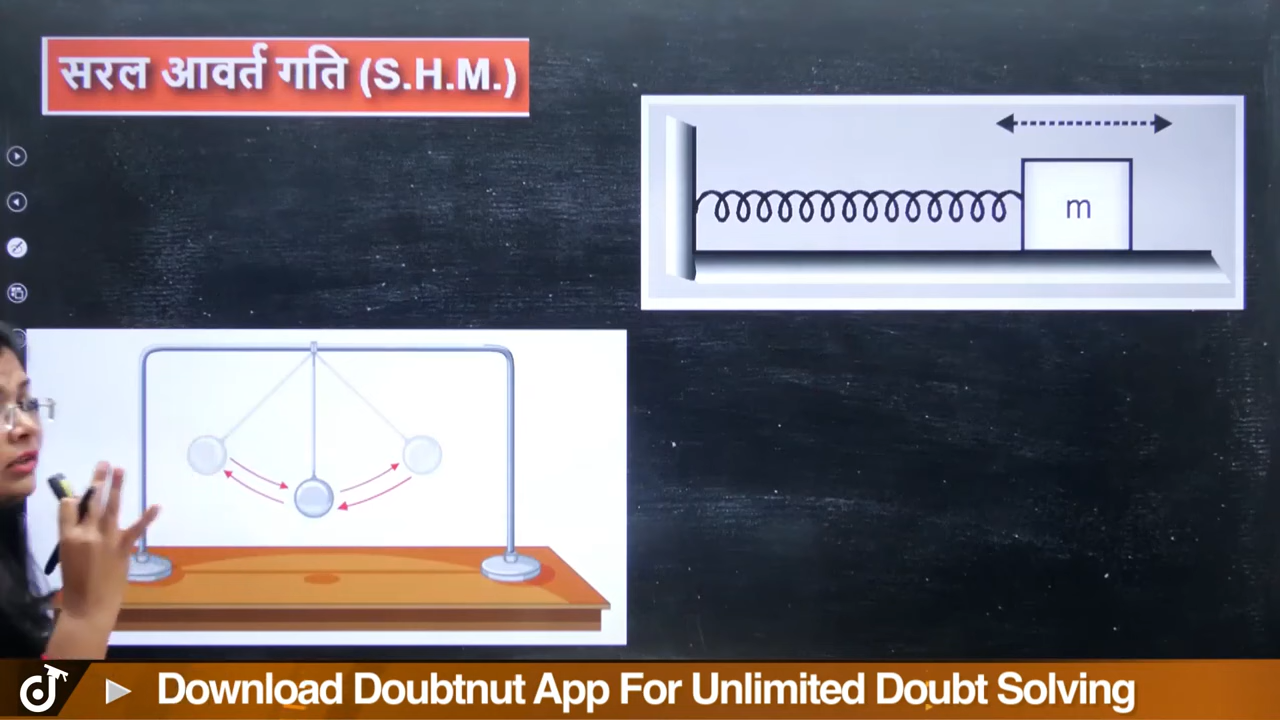 सरल आवर्त गति (S.H.M.)
m
Download Doubtnut App For Unlimited Doubt Solving